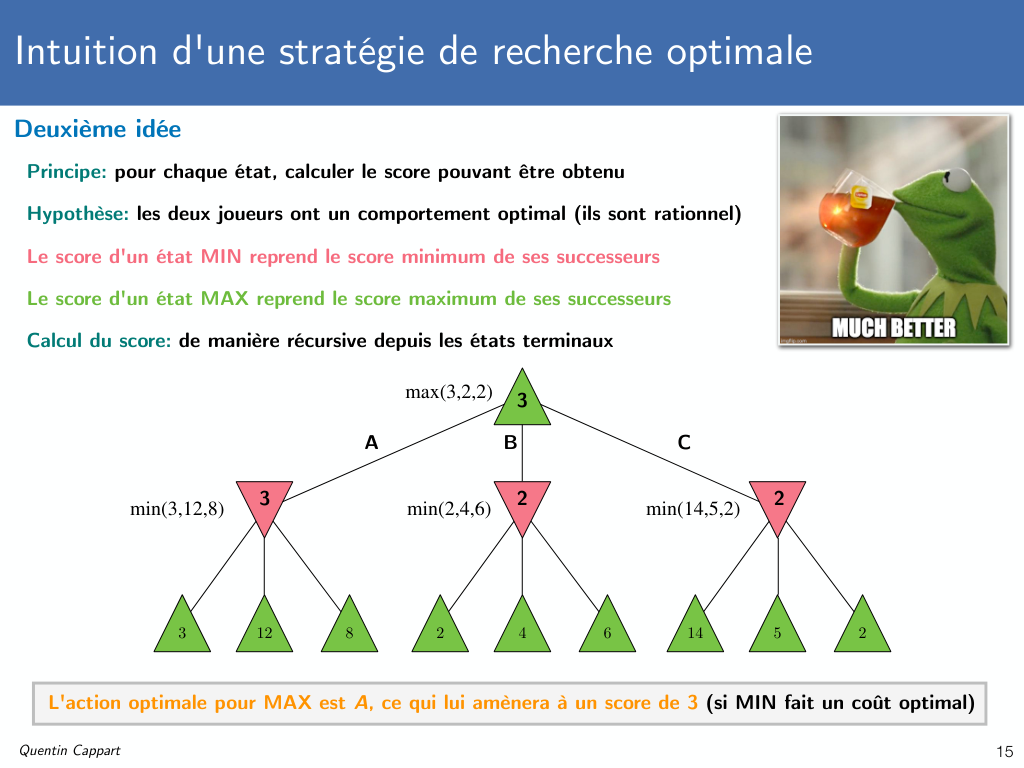 Intuition d'une stratégie de recherche optimale
Deuxième idée
Principe: pour chaque état, calculer le score pouvant être obtenu
Hypothèse: les deux joueurs ont un comportement optimal (ils sont rationnel)
Le score d'un état MIN reprend le score minimum de ses successeurs
Le score d'un état MAX reprend le score maximum de ses successeurs
Calcul du score: de manière récursive depuis les états terminaux
MUCH BETTER
imgflip.com
max(3,2,2)
3
A
B
C
min(3,12,8)
3
min(2,4,6)
2
min(14,5,2)
2
3
12
8
2
4
6
14
5
2
L'action optimale pour MAX est A, ce qui lui amènera à un score de 3 (si MIN fait un coût optimal)
Quentin Cappart
15